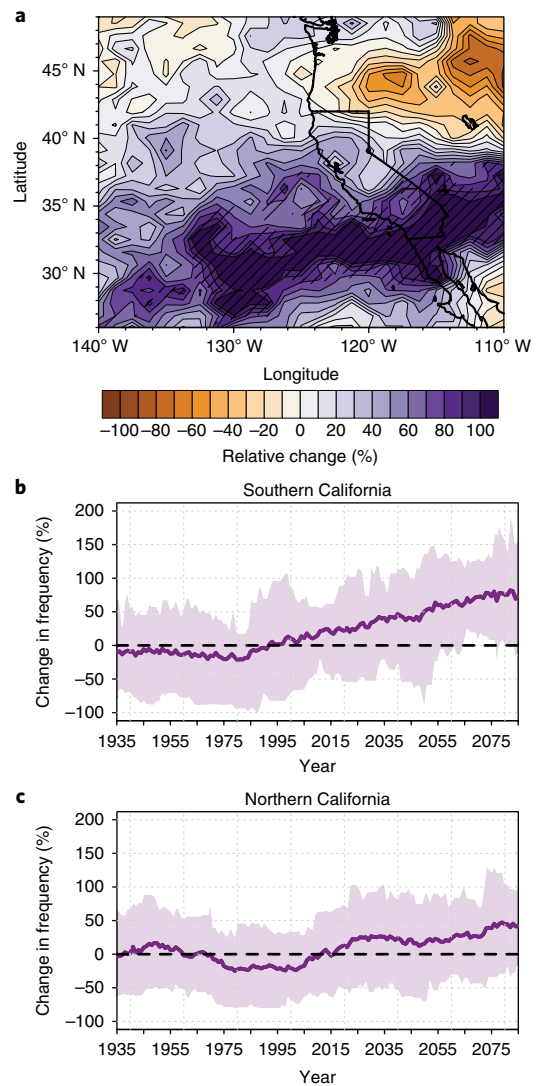 a
45° N
40° N
35° N
30° N
Latitude
140° W 130° W 120° W 110° W
Longitude
−100 −80 −60 −40 −20 0 20 40 60 80 100
Relative change (%)
b
Southern California
200
150
100
50
0
−50
−100
Change in frequency (%)
1935 1955 1975 1995 2015 2035 2055 2075
Year
c
Northern California
200
150
100
50
0
−50
−100
Change in frequency (%)
1935 1955 1975 1995 2015 2035 2055 2075
Year